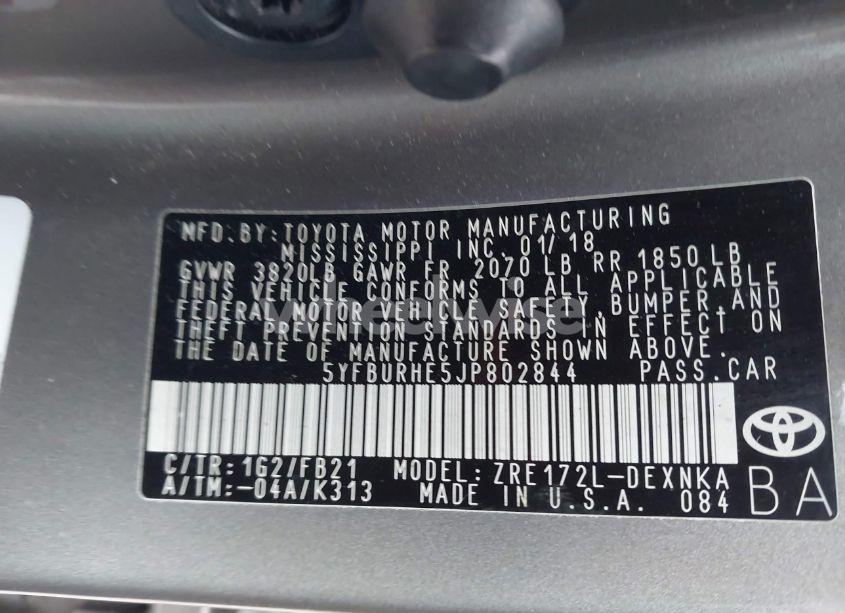 MFD.BY:TOYOTA MOTOR MANUFACTURING
MISSISSIPPI INC. 01/18
GVWR 3820LB GAWR FR 2070 LB RR 1850 LB
THIS VEHICLE CONFORMS TO ALL APPLICABLE
FEDERAL MOTOR VEHICLE SAFETY,BUMPER,AND
THEFT PREVENTION STANDARDS IN EFFECT ON
THE DATE OF MANUFACTURE SHOWN ABOVE.
5YFBURHE5JP802844 PASS.CAR
C/TR:1G2/FB21 MODEL:ZRE172L-DEXNKA
A/TM:-04A/K313 MADE IN U.S.A. 084
BA